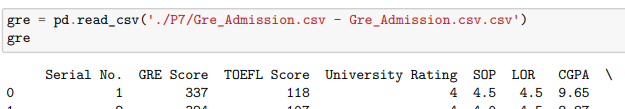 gre = pd.read_csv('./P7/Gre_Admission.csv - Gre_Admission.csv.csv')
gre
Serial No. GRE Score TOEFL Score University Rating SOP LOR CGPA \
0 1 337 118 4 4.5 4.5 9.65